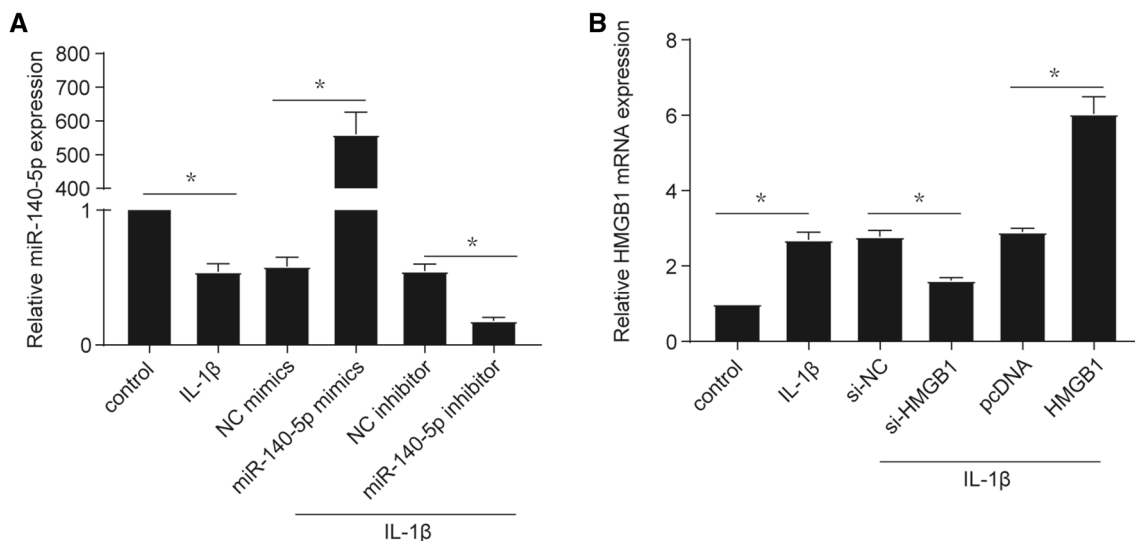 A
Relative miR-140-5p expression
800
700
600
500
400
1
0
*
*
*
control
IL-1β
NC mimics
miR-140-5p mimics
NC inhibitor
miR-140-5p inhibitor
IL-1β
B
Relative HMGB1 mRNA expression
8
6
4
2
0
*
*
*
control
IL-1β
si-NC
si-HMGB1
pcDNA
HMGB1
IL-1β